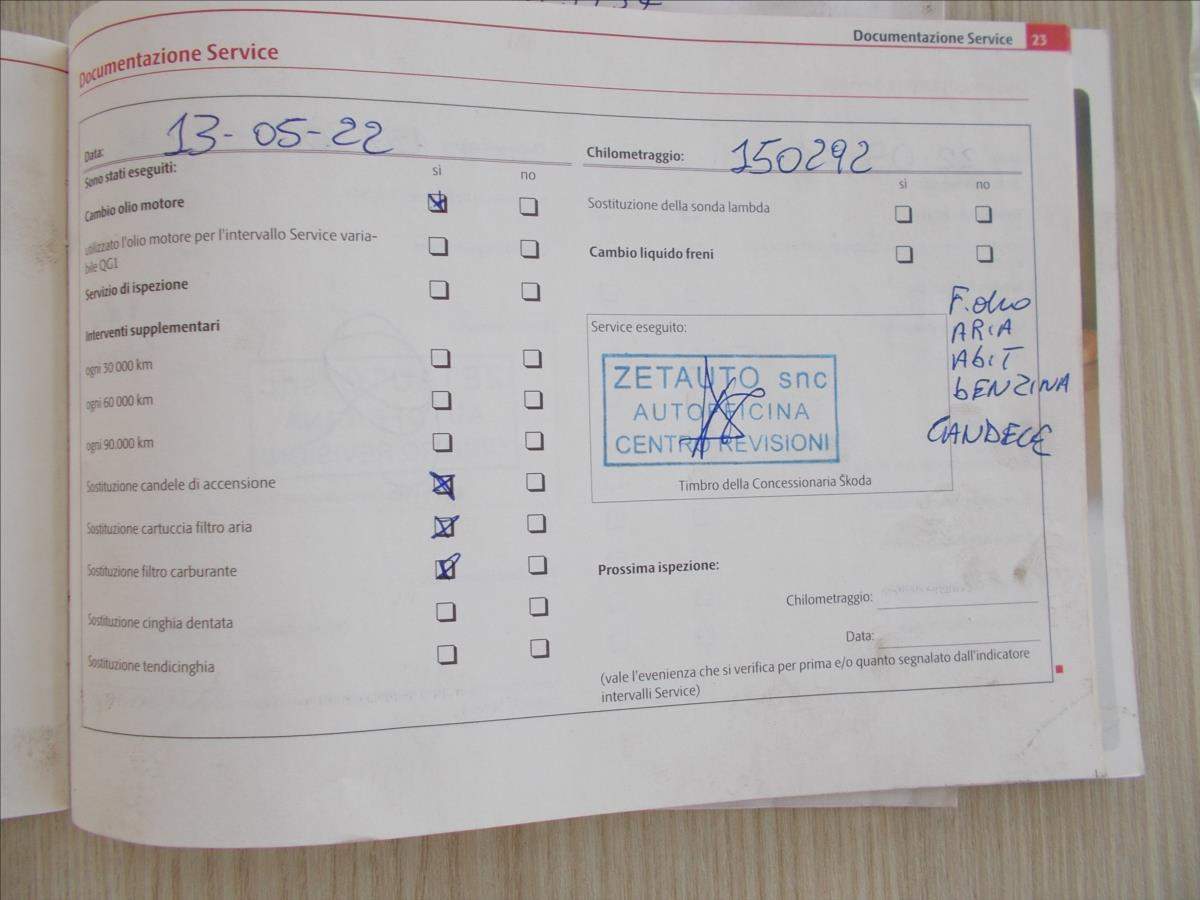 Documentazione Service 23
Documentazione Service
Data: 13-05-22
Chilometraggio: 150292
Sono stati eseguiti: sì no
Cambio olio motore
utilizzato l'olio motore per l'intervallo Service varia-
bile QG1
Servizio di ispezione
Interventi supplementari
ogni 30 000 km
ogni 60 000 km
ogni 90.000 km
Sostituzione candele di accensione
Sostituzione cartuccia filtro aria
Sostituzione filtro carburante
Sostituzione cinghia dentata
Sostituzione tendicinghia
sì no
Sostituzione della sonda lambda
Cambio liquido freni
F. olio
ARIA
ABIT
BENZINA
CANDELE
Service eseguito:
ZETAUTO snc
AUTOFFICINA
CENTRO REVISIONI
Timbro della Concessionaria Škoda
Prossima ispezione:
Chilometraggio:
Data:
(vale l'evenienza che si verifica per prima e/o quanto segnalato dall'indicatore
intervalli Service)